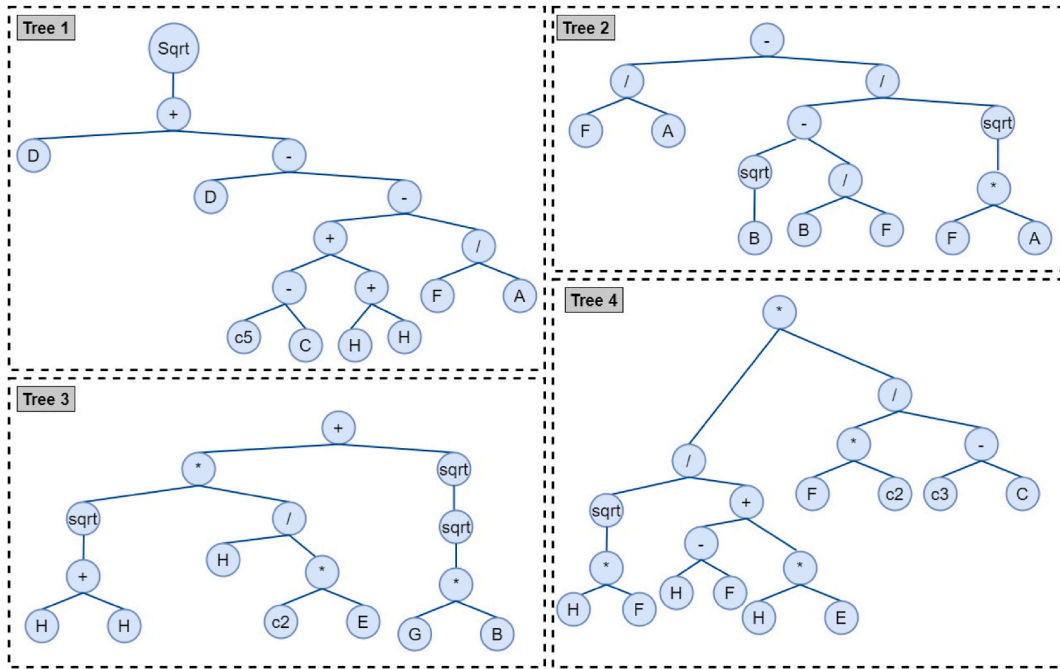 Tree 1
Sqrt
+
D
-
D
-
+
/
-
+
F
A
c5
C
H
H
Tree 2
-
/
/
F
A
-
sqrt
sqrt
/
*
B
B
F
F
A
Tree 3
+
*
sqrt
sqrt
/
sqrt
+
H
*
*
H
H
c2
E
G
B
Tree 4
*
/
*
-
F
c2
c3
C
/
sqrt
+
*
-
*
H
F
H
F
H
E